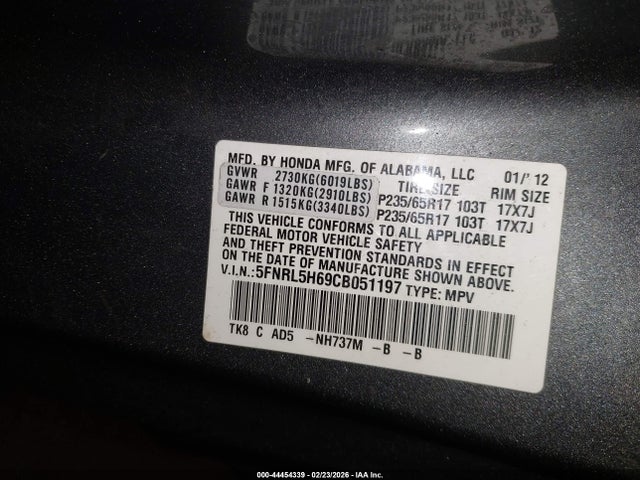 MFD. BY HONDA MFG. OF ALABAMA, LLC 01/'12
GVWR 2730KG(6019LBS) TIRE SIZE RIM SIZE
GAWR F 1320KG(2910LBS) P235/65R17 103T 17X7J
GAWR R 1515KG(3340LBS) P235/65R17 103T 17X7J
THIS VEHICLE CONFORMS TO ALL APPLICABLE
FEDERAL MOTOR VEHICLE SAFETY
AND THEFT PREVENTION STANDARDS IN EFFECT
ON THE DATE OF MANUFACTURE SHOWN ABOVE.
V.I.N.: 5FNRL5H69CB051197 TYPE: MPV
TK8 C AD5 -NH737M -B -B
000-44454339 - 02/23/2026 - IAA Inc.